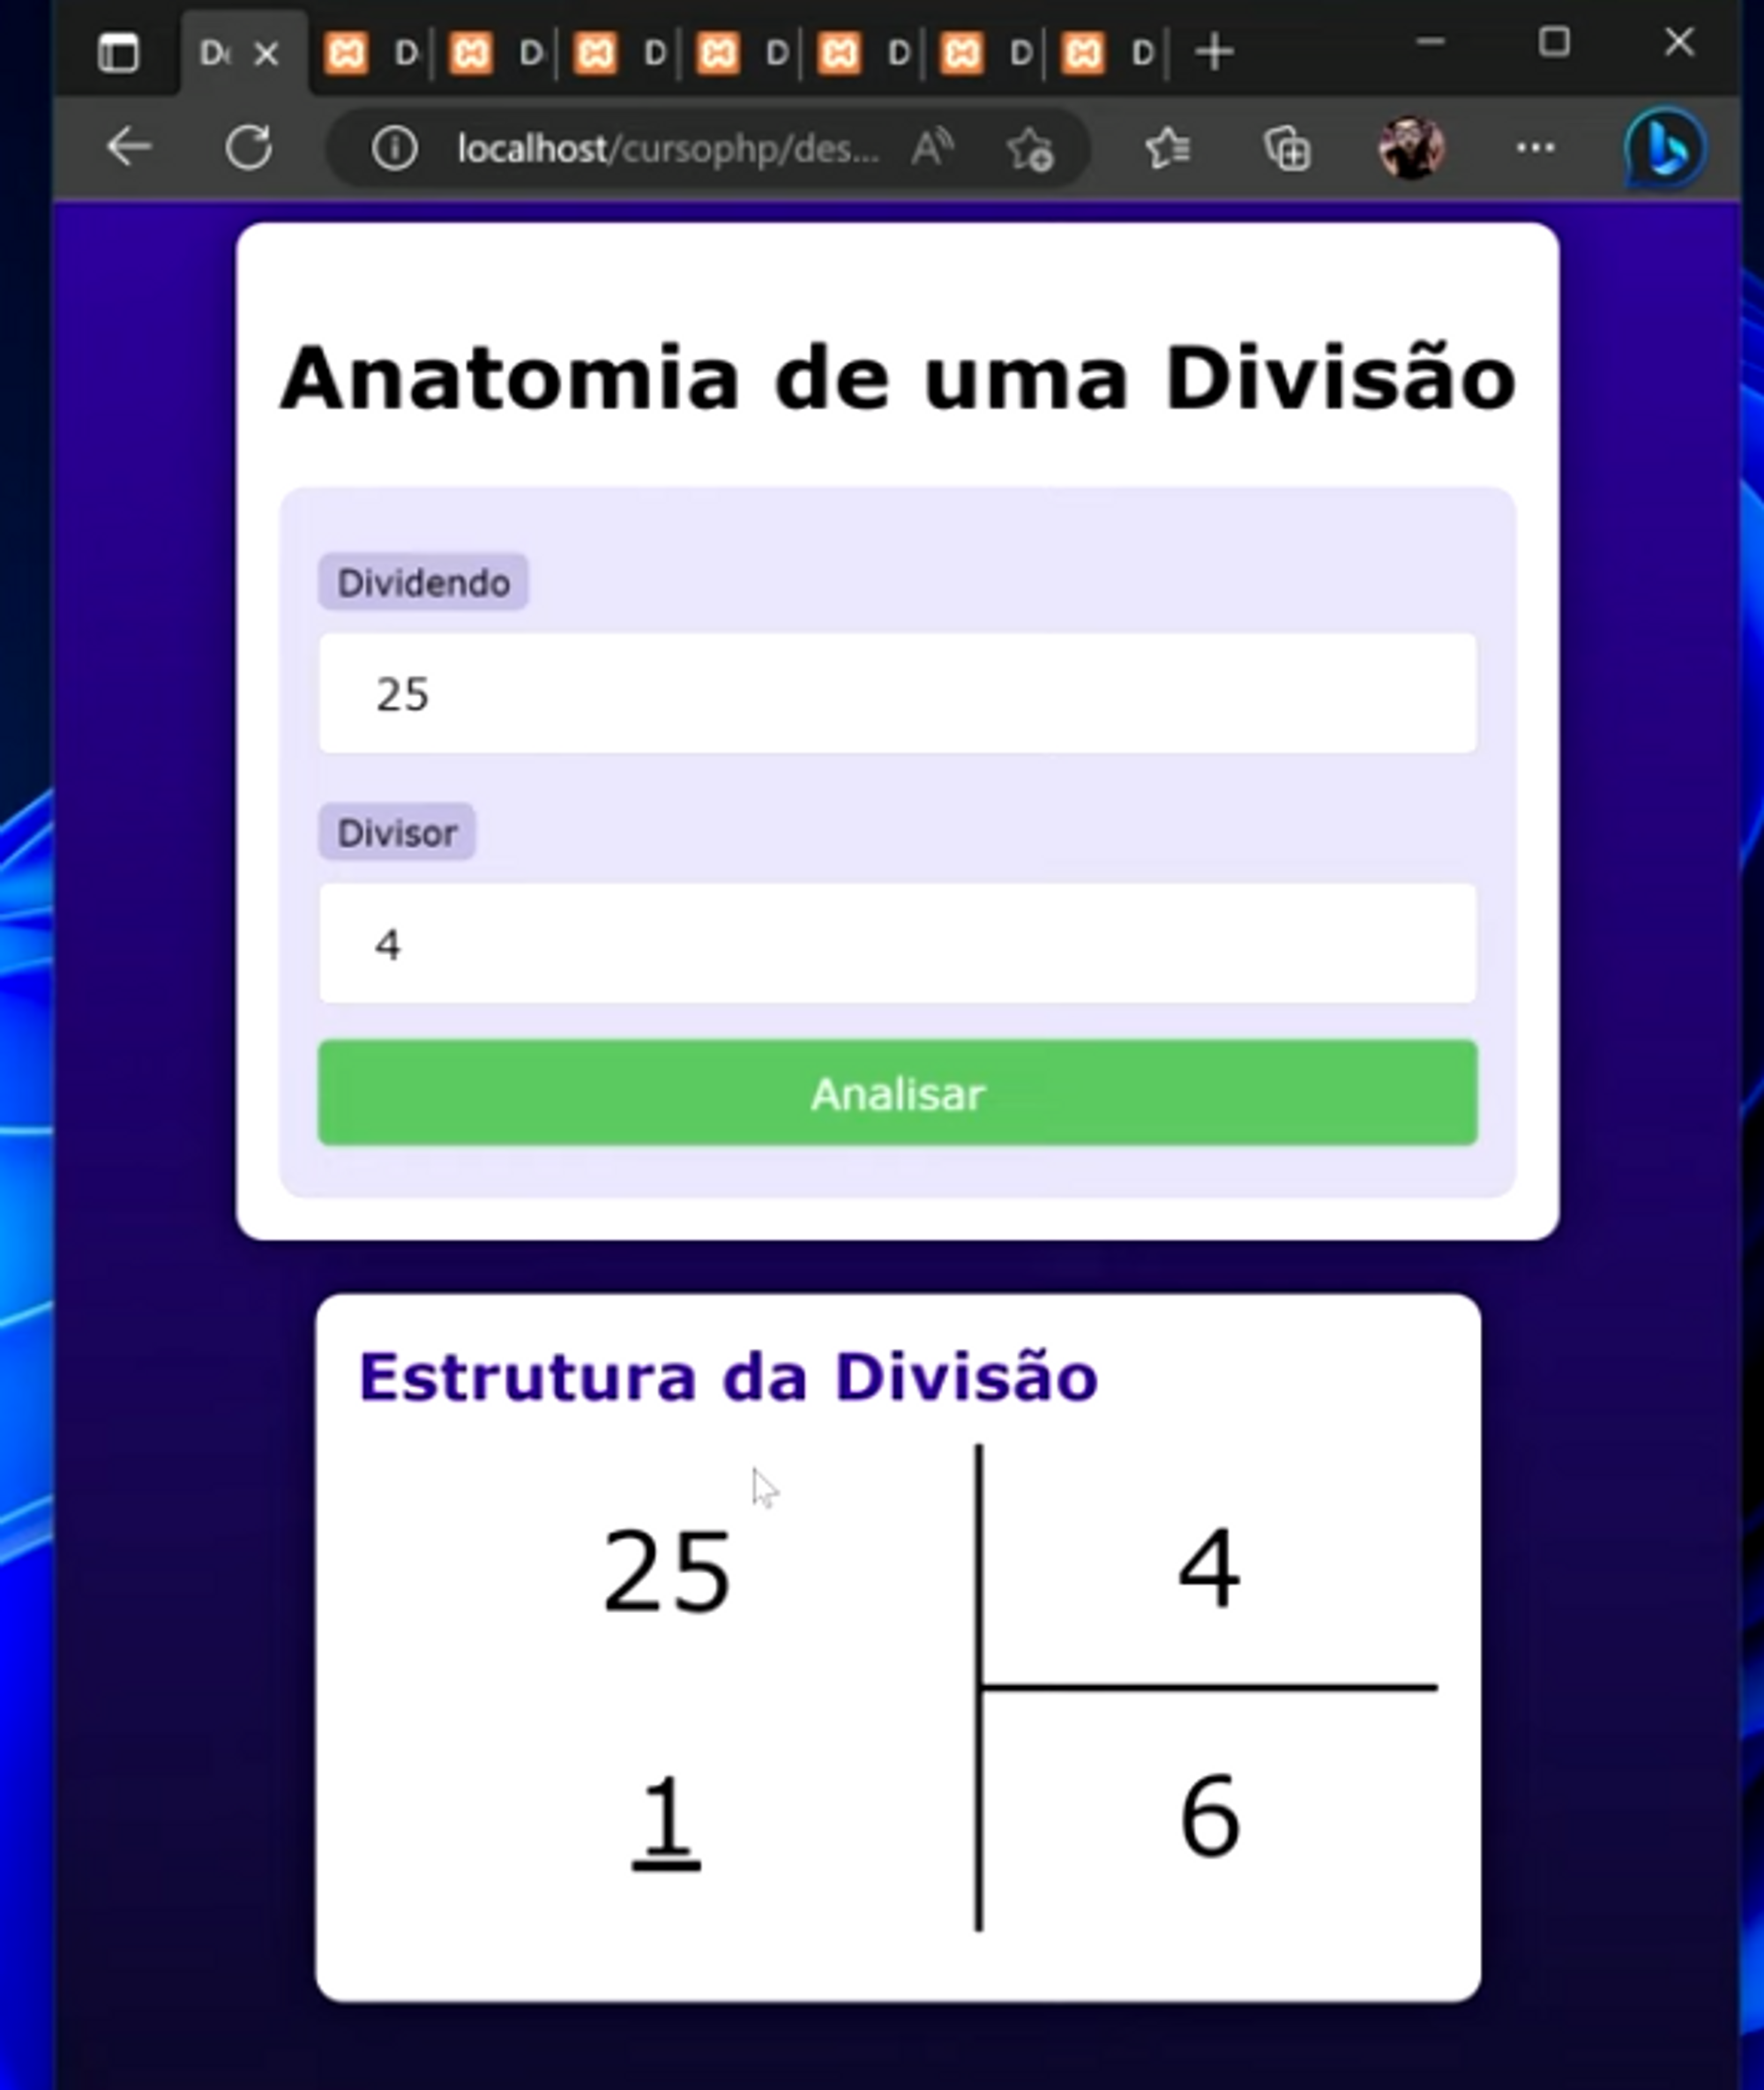 D D D D D D D D
localhost/cursophp/des...
Anatomia de uma Divisão
Dividendo
25
Divisor
4
Analisar
Estrutura da Divisão
25 4
1 6